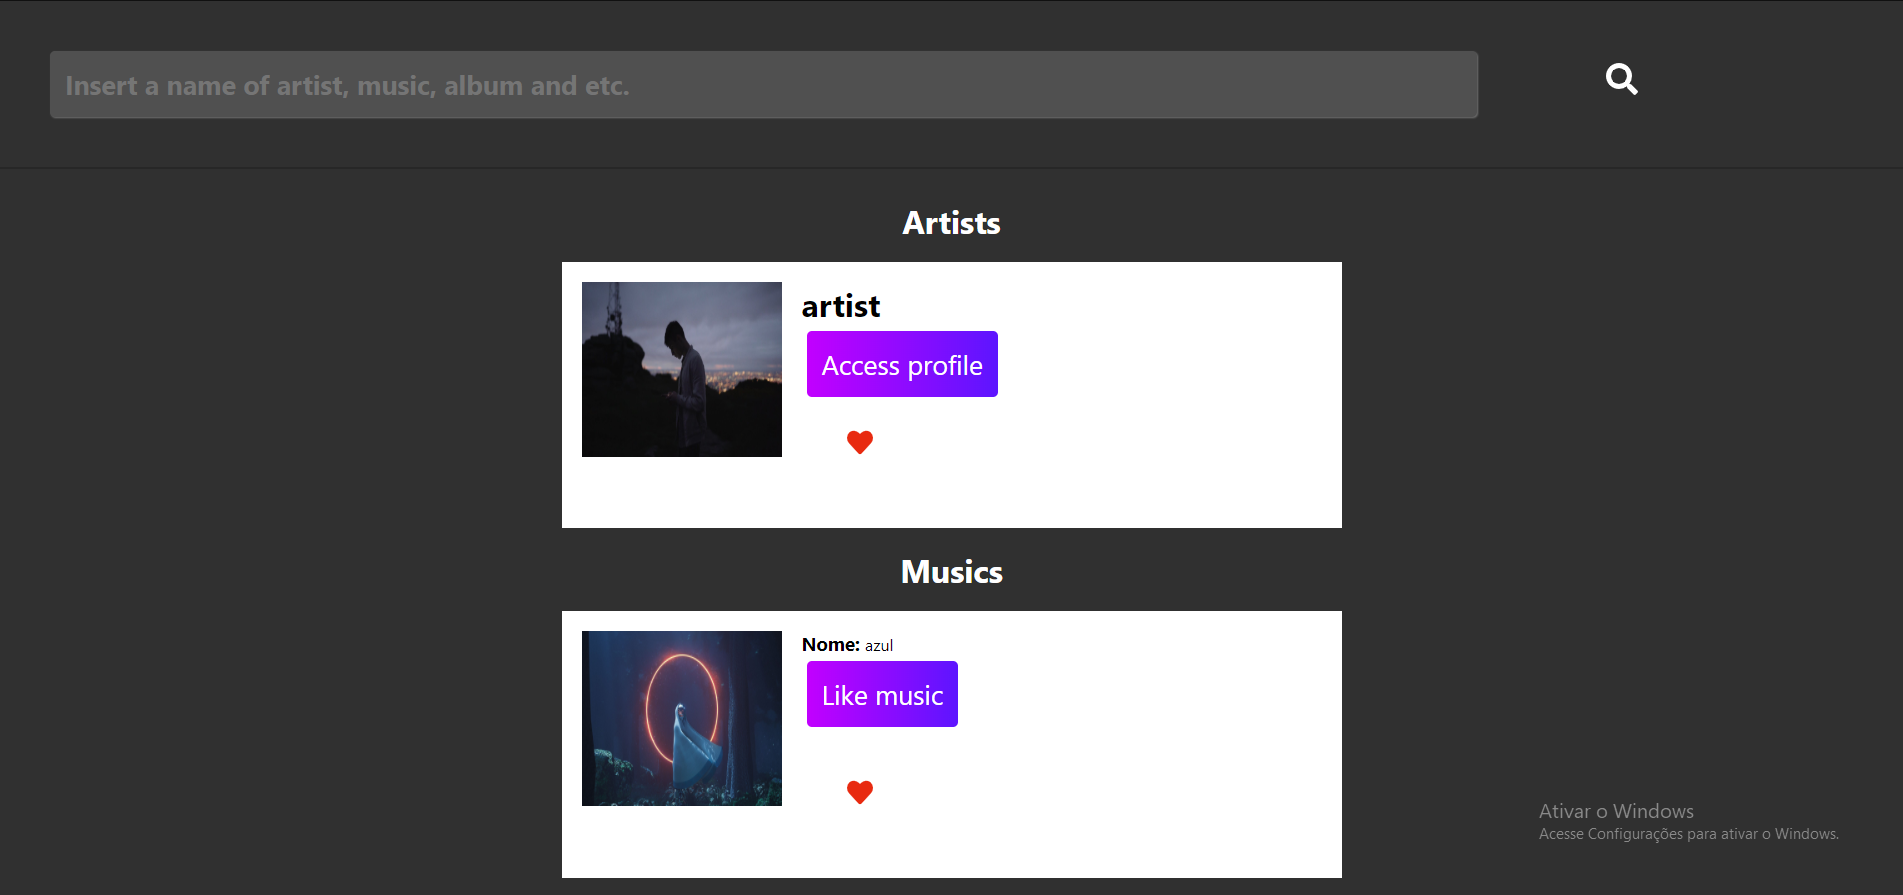 Insert a name of artist, music, album and etc.
Artists
artist
Access profile
Musics
Nome: azul
Like music
Ativar o Windows
Acesse Configurações para ativar o Windows.